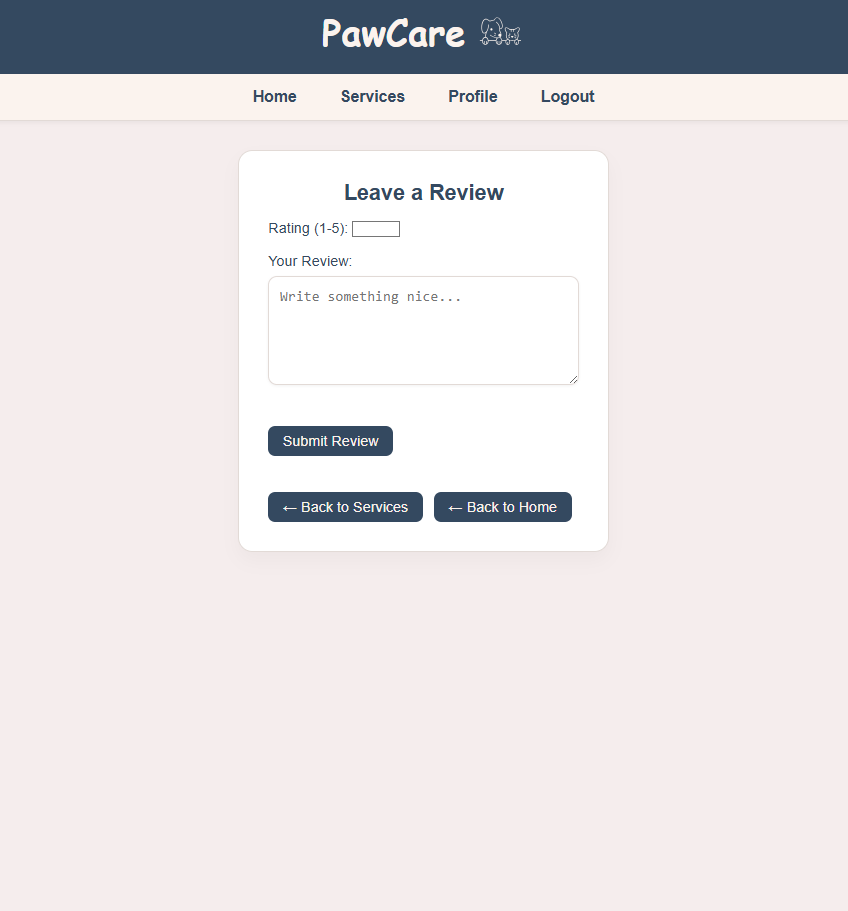 PawCare
Home Services Profile Logout
Leave a Review
Rating (1-5):
Your Review:
Write something nice...
Submit Review
← Back to Services ← Back to Home